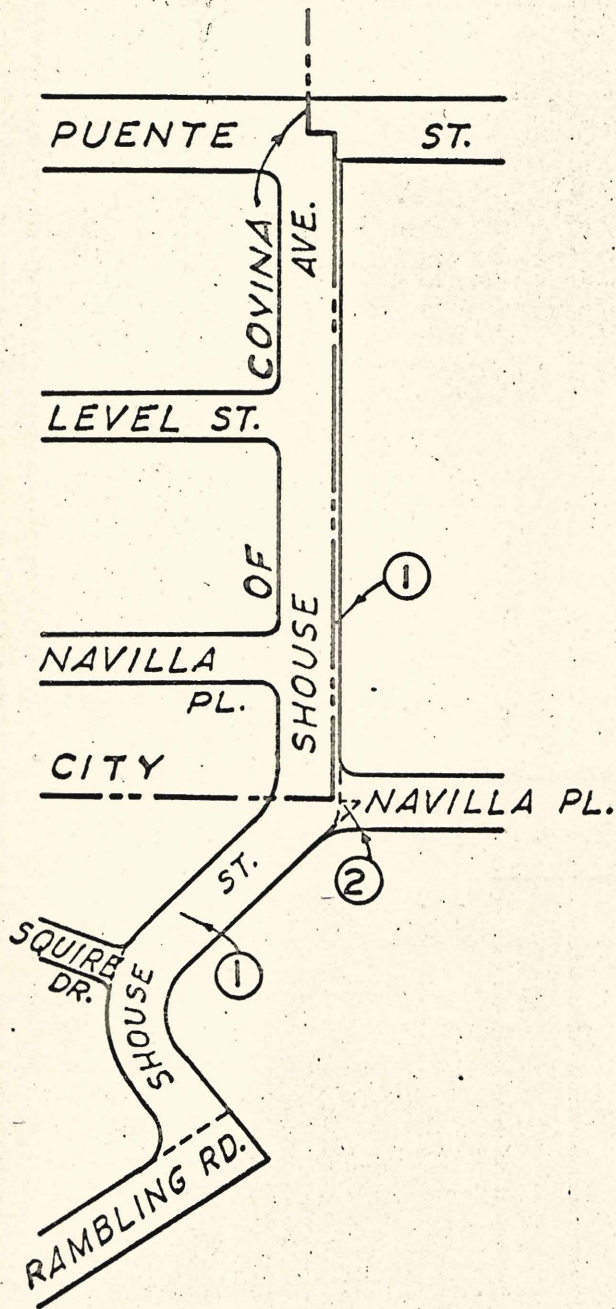 PUENTE ST.
COVINA
AVE.
LEVEL ST.
OF
1
SHOUSE
NAVILLA
PL.
CITY
NAVILLA PL.
ST.
2
SQUIRE
DR.
1
SHOUSE
RAMBLING RD.